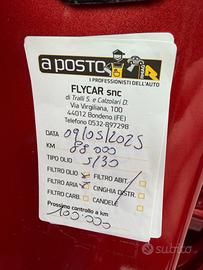 a posto
I PROFESSIONISTI DELL'AUTO
FLYCAR snc
di Tralli S. e Calzolari D.
Via Virgiliana, 100
44012 Bondeno (FE)
Telefono 0532-897298
DATA 09/05/2025
KM 88000
TIPO OLIO 5/30
FILTRO OLIO FILTRO ABIT.
FILTRO ARIA CINGHIA DISTR.
FILTRO CARB. CANDELE
Prossimo controllo a km
100.000
subito